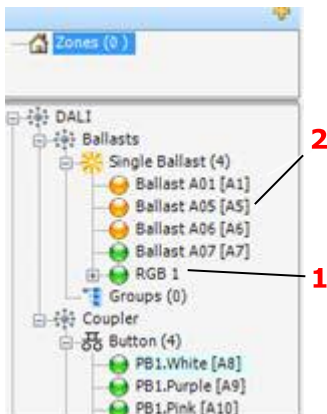 Zones (0 )
DALI
Ballasts
Single Ballast (4)
2
Ballast A01 [A1]
Ballast A05 [A5]
Ballast A06 [A6]
Ballast A07 [A7]
RGB 1
1
Groups (0)
Coupler
Button (4)
PB1.White [A8]
PB1.Purple [A9]
PB1.Pink [A10]